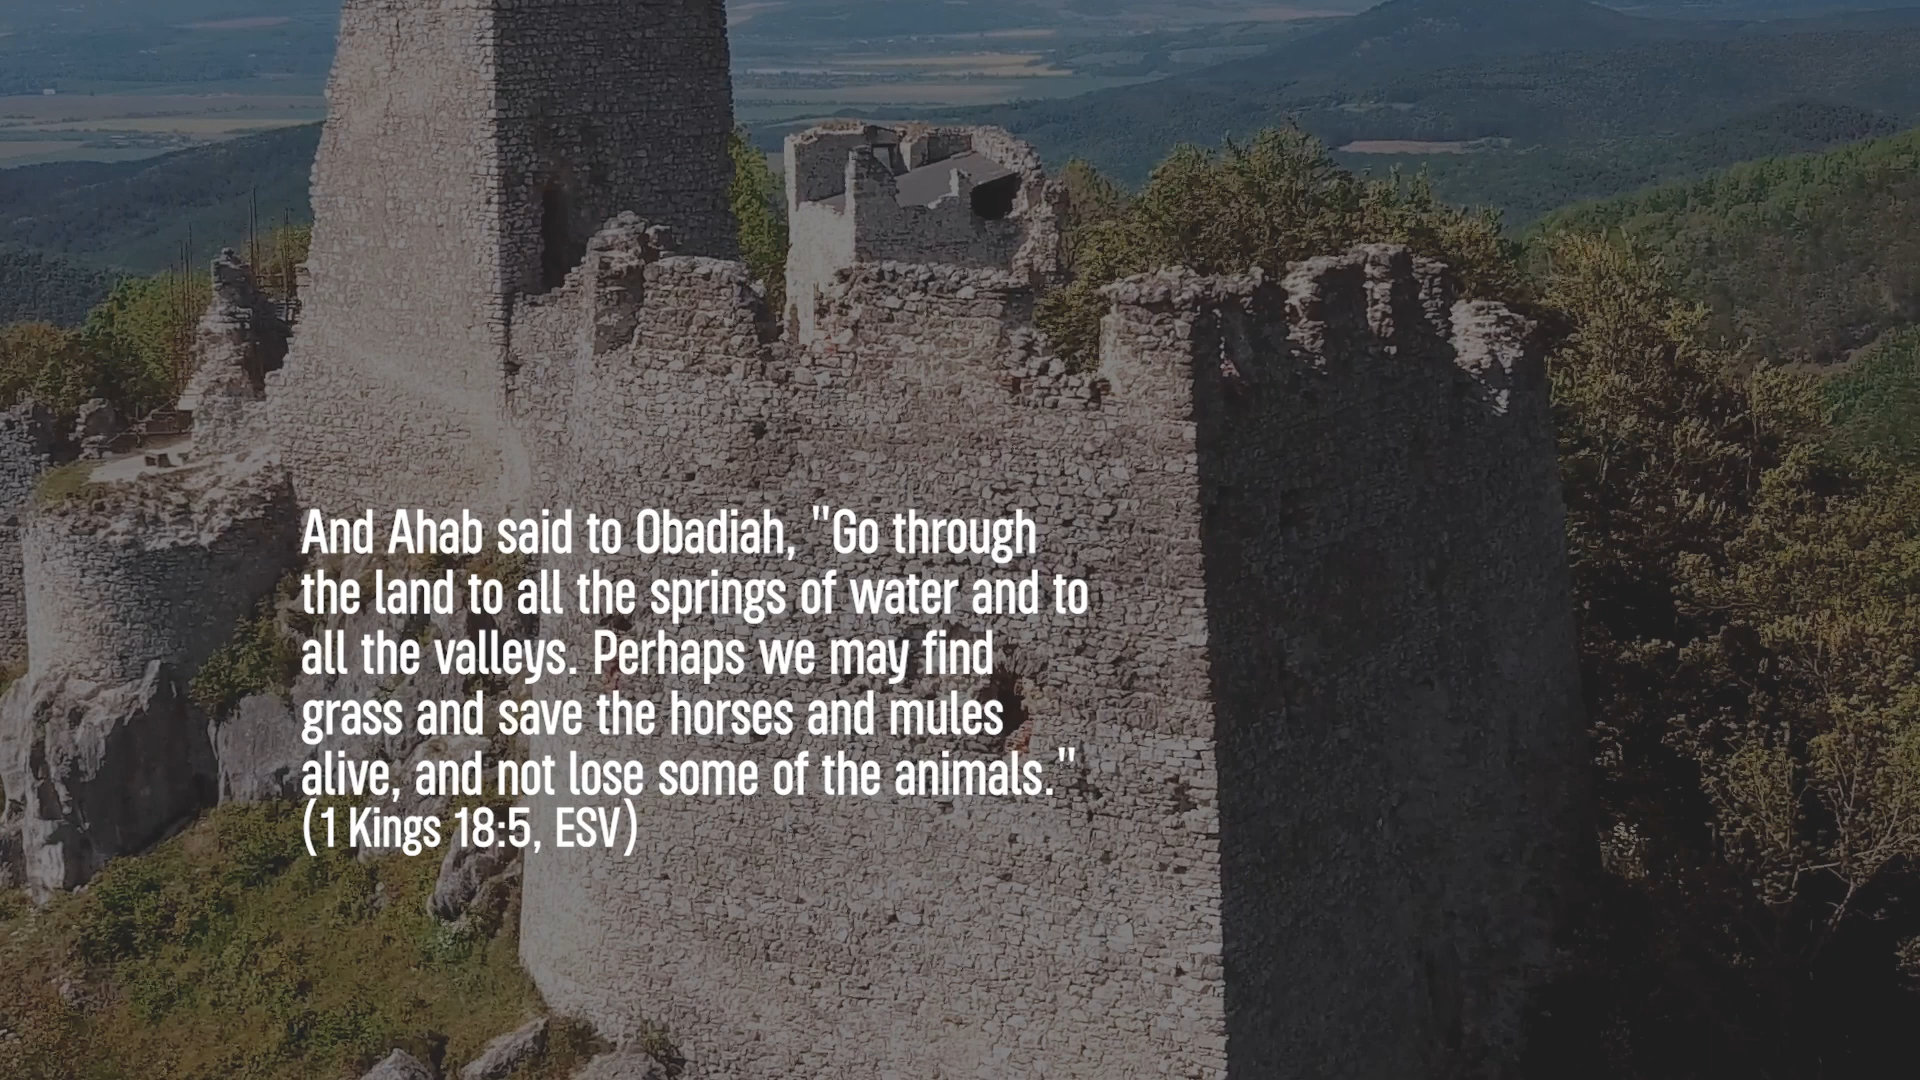 And Ahab said to Obadiah, "Go through
the land to all the springs of water and to
all the valleys. Perhaps we may find
grass and save the horses and mules
alive, and not lose some of the animals."
(1 Kings 18:5, ESV)